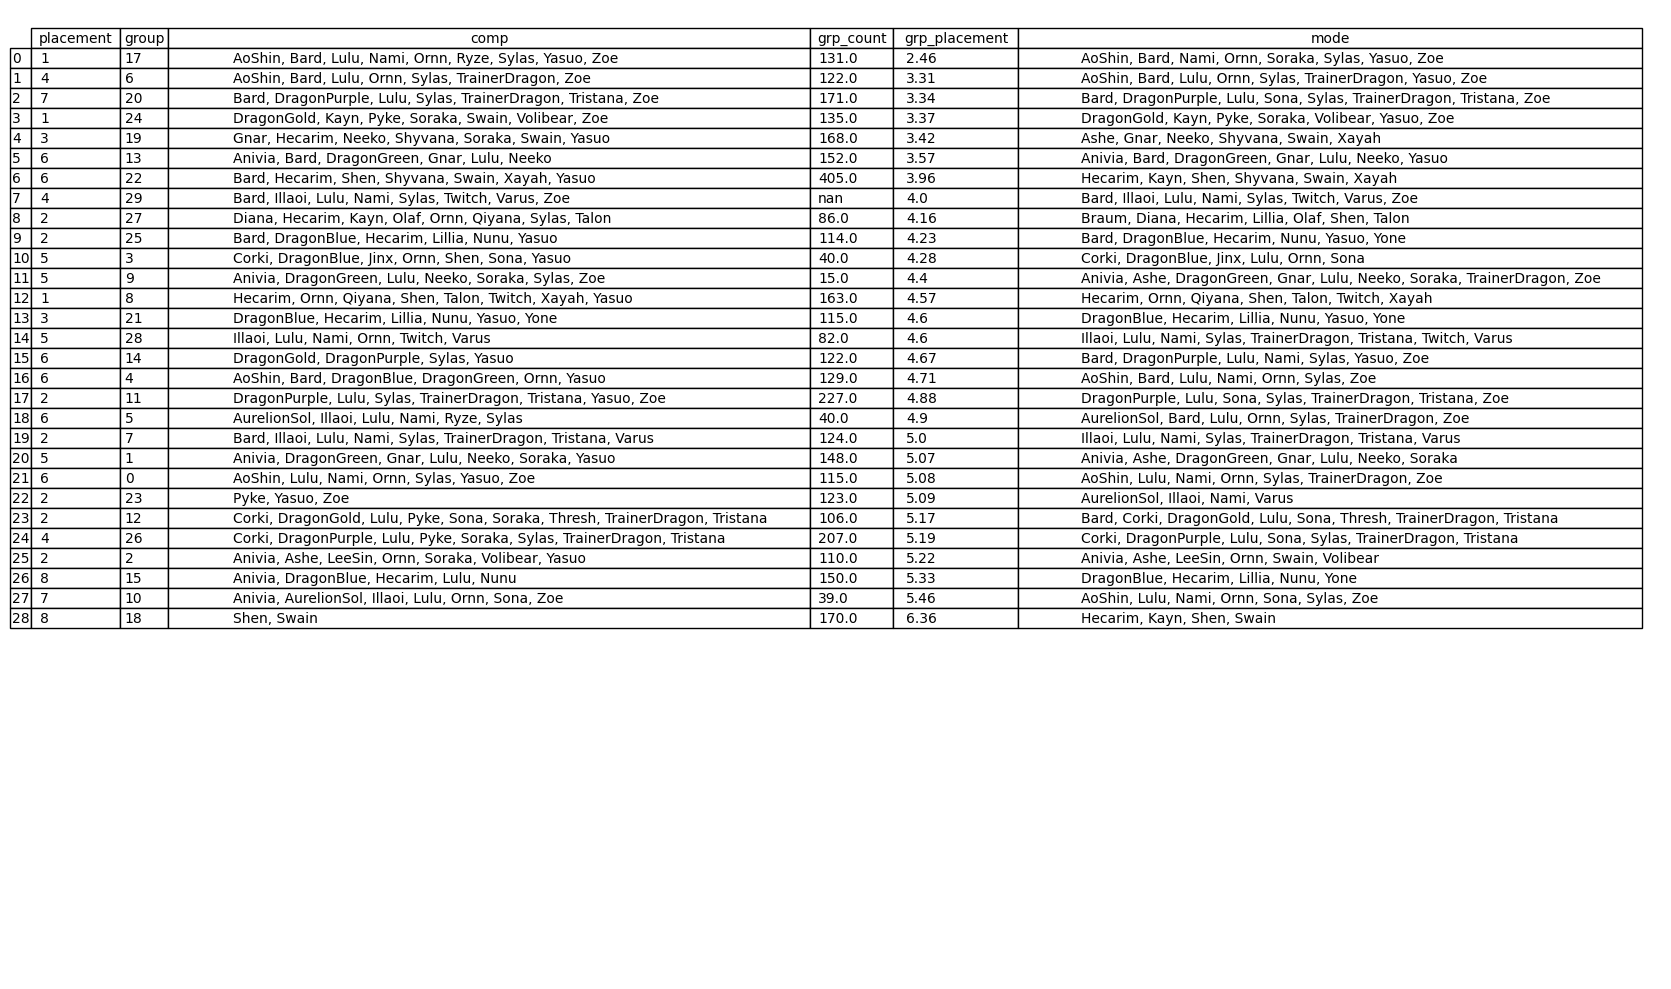 placement group comp grp_count grp_placement mode
0 1 17 AoShin, Bard, Lulu, Nami, Ornn, Ryze, Sylas, Yasuo, Zoe 131.0 2.46 AoShin, Bard, Nami, Ornn, Soraka, Sylas, Yasuo, Zoe
1 4 6 AoShin, Bard, Lulu, Ornn, Sylas, TrainerDragon, Zoe 122.0 3.31 AoShin, Bard, Lulu, Ornn, Sylas, TrainerDragon, Yasuo, Zoe
2 7 20 Bard, DragonPurple, Lulu, Sylas, TrainerDragon, Tristana, Zoe 171.0 3.34 Bard, DragonPurple, Lulu, Sona, Sylas, TrainerDragon, Tristana, Zoe
3 1 24 DragonGold, Kayn, Pyke, Soraka, Swain, Volibear, Zoe 135.0 3.37 DragonGold, Kayn, Pyke, Soraka, Volibear, Yasuo, Zoe
4 3 19 Gnar, Hecarim, Neeko, Shyvana, Soraka, Swain, Yasuo 168.0 3.42 Ashe, Gnar, Neeko, Shyvana, Swain, Xayah
5 6 13 Anivia, Bard, DragonGreen, Gnar, Lulu, Neeko 152.0 3.57 Anivia, Bard, DragonGreen, Gnar, Lulu, Neeko, Yasuo
6 6 22 Bard, Hecarim, Shen, Shyvana, Swain, Xayah, Yasuo 405.0 3.96 Hecarim, Kayn, Shen, Shyvana, Swain, Xayah
7 4 29 Bard, Illaoi, Lulu, Nami, Sylas, Twitch, Varus, Zoe nan 4.0 Bard, Illaoi, Lulu, Nami, Sylas, Twitch, Varus, Zoe
8 2 27 Diana, Hecarim, Kayn, Olaf, Ornn, Qiyana, Sylas, Talon 86.0 4.16 Braum, Diana, Hecarim, Lillia, Olaf, Shen, Talon
9 2 25 Bard, DragonBlue, Hecarim, Lillia, Nunu, Yasuo 114.0 4.23 Bard, DragonBlue, Hecarim, Nunu, Yasuo, Yone
10 5 3 Corki, DragonBlue, Jinx, Ornn, Shen, Sona, Yasuo 40.0 4.28 Corki, DragonBlue, Jinx, Lulu, Ornn, Sona
11 5 9 Anivia, DragonGreen, Lulu, Neeko, Soraka, Sylas, Zoe 15.0 4.4 Anivia, Ashe, DragonGreen, Gnar, Lulu, Neeko, Soraka, TrainerDragon, Zoe
12 1 8 Hecarim, Ornn, Qiyana, Shen, Talon, Twitch, Xayah, Yasuo 163.0 4.57 Hecarim, Ornn, Qiyana, Shen, Talon, Twitch, Xayah
13 3 21 DragonBlue, Hecarim, Lillia, Nunu, Yasuo, Yone 115.0 4.6 DragonBlue, Hecarim, Lillia, Nunu, Yasuo, Yone
14 5 28 Illaoi, Lulu, Nami, Ornn, Twitch, Varus 82.0 4.6 Illaoi, Lulu, Nami, Sylas, TrainerDragon, Tristana, Twitch, Varus
15 6 14 DragonGold, DragonPurple, Sylas, Yasuo 122.0 4.67 Bard, DragonPurple, Lulu, Nami, Sylas, Yasuo, Zoe
16 6 4 AoShin, Bard, DragonBlue, DragonGreen, Ornn, Yasuo 129.0 4.71 AoShin, Bard, Lulu, Nami, Ornn, Sylas, Zoe
17 2 11 DragonPurple, Lulu, Sylas, TrainerDragon, Tristana, Yasuo, Zoe 227.0 4.88 DragonPurple, Lulu, Sona, Sylas, TrainerDragon, Tristana, Zoe
18 6 5 AurelionSol, Illaoi, Lulu, Nami, Ryze, Sylas 40.0 4.9 AurelionSol, Bard, Lulu, Ornn, Sylas, TrainerDragon, Zoe
19 2 7 Bard, Illaoi, Lulu, Nami, Sylas, TrainerDragon, Tristana, Varus 124.0 5.0 Illaoi, Lulu, Nami, Sylas, TrainerDragon, Tristana, Varus
20 5 1 Anivia, DragonGreen, Gnar, Lulu, Neeko, Soraka, Yasuo 148.0 5.07 Anivia, Ashe, DragonGreen, Gnar, Lulu, Neeko, Soraka
21 6 0 AoShin, Lulu, Nami, Ornn, Sylas, Yasuo, Zoe 115.0 5.08 AoShin, Lulu, Nami, Ornn, Sylas, TrainerDragon, Zoe
22 2 23 Pyke, Yasuo, Zoe 123.0 5.09 AurelionSol, Illaoi, Nami, Varus
23 2 12 Corki, DragonGold, Lulu, Pyke, Sona, Soraka, Thresh, TrainerDragon, Tristana 106.0 5.17 Bard, Corki, DragonGold, Lulu, Sona, Thresh, TrainerDragon, Tristana
24 4 26 Corki, DragonPurple, Lulu, Pyke, Soraka, Sylas, TrainerDragon, Tristana 207.0 5.19 Corki, DragonPurple, Lulu, Sona, Sylas, TrainerDragon, Tristana
25 2 2 Anivia, Ashe, LeeSin, Ornn, Soraka, Volibear, Yasuo 110.0 5.22 Anivia, Ashe, LeeSin, Ornn, Swain, Volibear
26 8 15 Anivia, DragonBlue, Hecarim, Lulu, Nunu 150.0 5.33 DragonBlue, Hecarim, Lillia, Nunu, Yone
27 7 10 Anivia, AurelionSol, Illaoi, Lulu, Ornn, Sona, Zoe 39.0 5.46 AoShin, Lulu, Nami, Ornn, Sona, Sylas, Zoe
28 8 18 Shen, Swain 170.0 6.36 Hecarim, Kayn, Shen, Swain